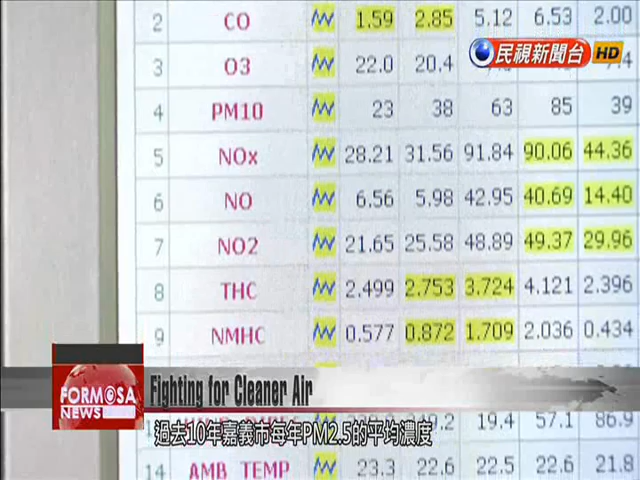 2 CO 1.59 2.85 5.12 6.53 2.00
民視新聞台 HD
3 O3 22.0 20.4
4 PM10 23 38 63 85 39
5 NOx 28.21 31.56 91.84 90.06 44.36
6 NO 6.56 5.98 42.95 40.69 14.40
7 NO2 21.65 25.58 48.89 49.37 29.96
8 THC 2.499 2.753 3.724 4.121 2.396
9 NMHC 0.577 0.872 1.709 2.036 0.434
FORMOSA NEWS
Fighting for Cleaner Air
19.4 57.1 86.9
過去10年嘉義市每年PM2.5的平均濃度
14 AMB TEMP 23.3 22.6 22.5 22.6 21.8